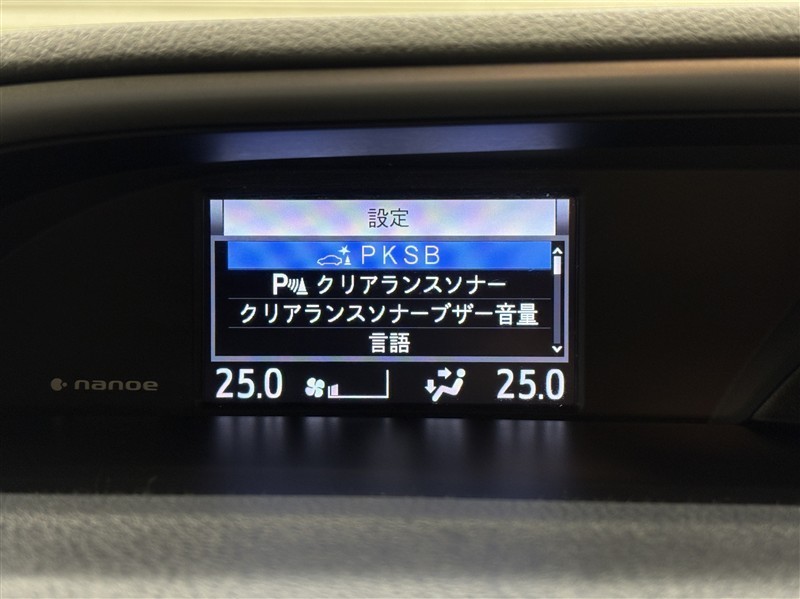 設定
PKSB
P クリアランスソナー
クリアランスソナーブザー音量
言語
nanoe
25.0 25.0